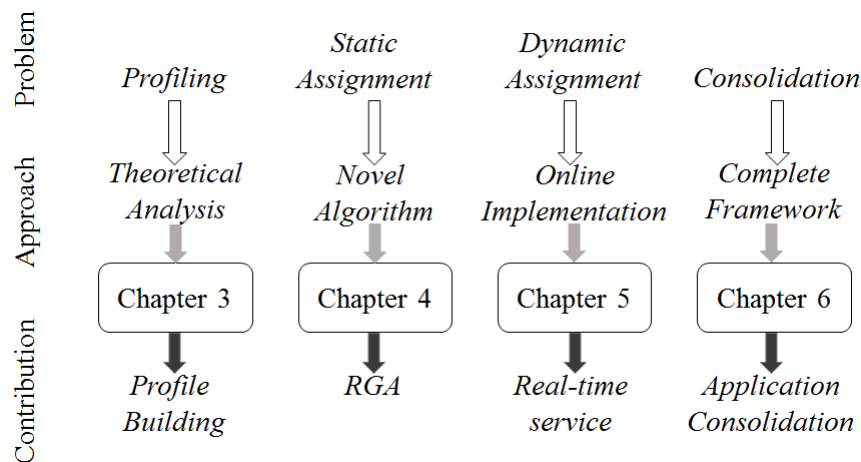 Problem
Profiling
Static
Assignment
Dynamic
Assignment
Consolidation
Approach
Theoretical
Analysis
Novel
Algorithm
Online
Implementation
Complete
Framework
Chapter 3
Chapter 4
Chapter 5
Chapter 6
Contribution
Profile
Building
RGA
Real-time
service
Application
Consolidation